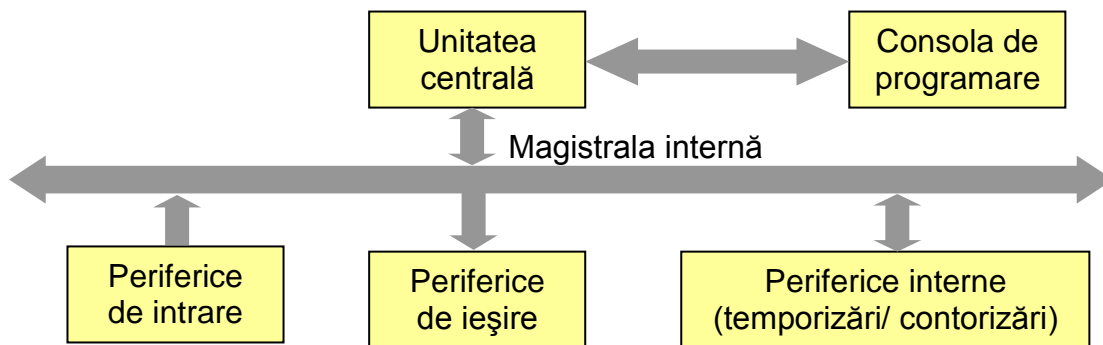 Unitatea
centrală
Consola de
programare
Magistrala internă
Periferice
de intrare
Periferice
de ieşire
Periferice interne
(temporizări/ contorizări)